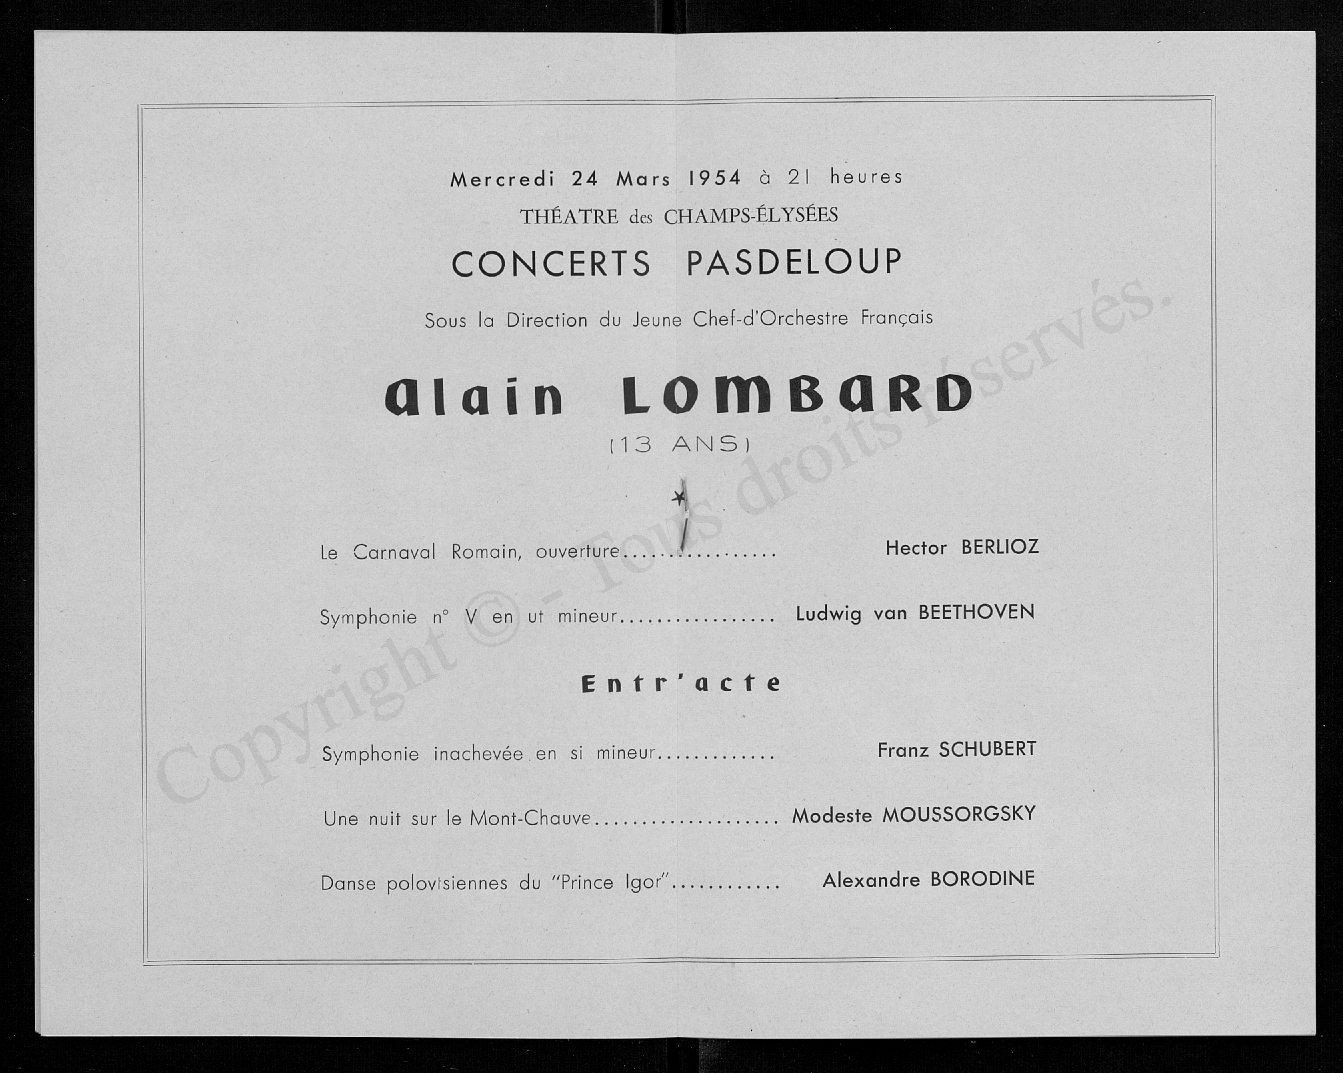 Mercredi 24 Mars 1954 à 21 heures
THÉATRE des CHAMPS-ÉLYSÉES
CONCERTS PASDELOUP
Sous la Direction du Jeune Chef-d'Orchestre Français
Alain LOMBARD
(13 ANS)
Le Carnaval Romain, ouverture................. Hector BERLIOZ
Symphonie n° V en ut mineur................. Ludwig van BEETHOVEN
Entr'acte
Symphonie inachevée en si mineur............. Franz SCHUBERT
Une nuit sur le Mont-Chauve.................... Modeste MOUSSORGSKY
Danse polovisiennes du "Prince Igor"............ Alexandre BORODINE
Copyright © - Tous droits réservés.